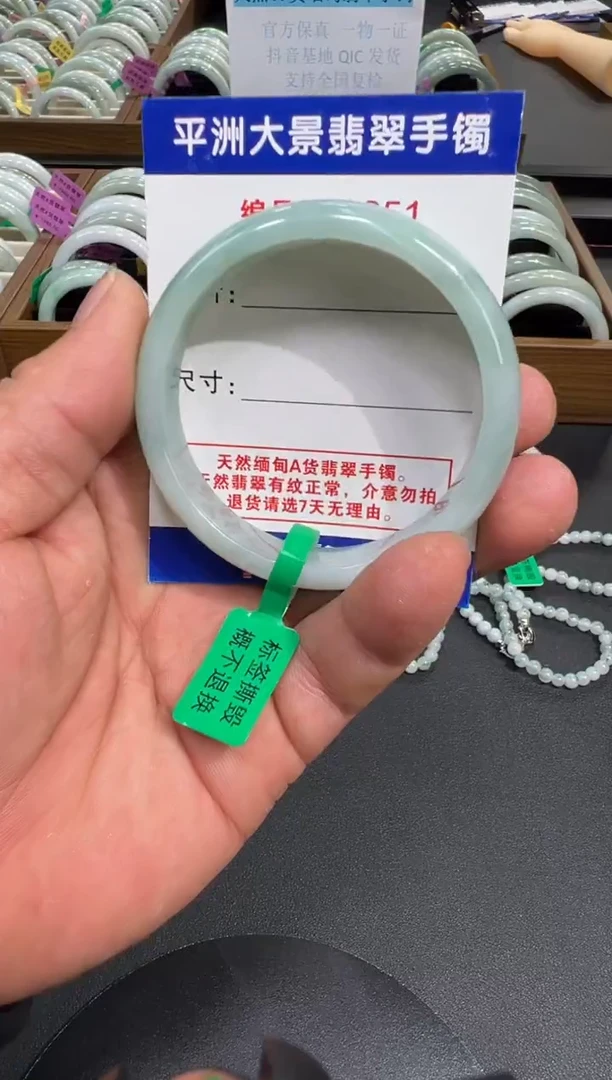 官方保真 一物一证
抖音基地 QIC 发货
支持全国复检
平洲大景翡翠手镯
尺寸:
天然缅甸A货翡翠手镯。
然翡翠有纹正常，介意勿拍
退货请选7天无理由。
标签撕毁
概不退换